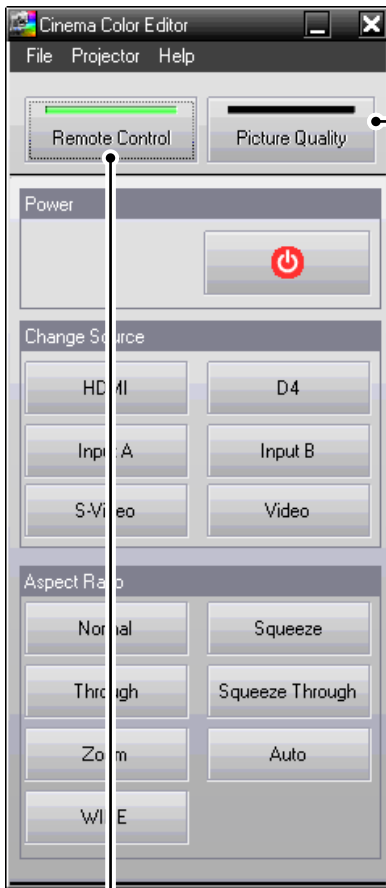 Cinema Color Editor
File Projector Help
Remote Control Picture Quality
Power
Change Source
HDMI D4
Input A Input B
S-Video Video
Aspect Ratio
Normal Squeeze
Through Squeeze Through
Zoom Auto
WIDE